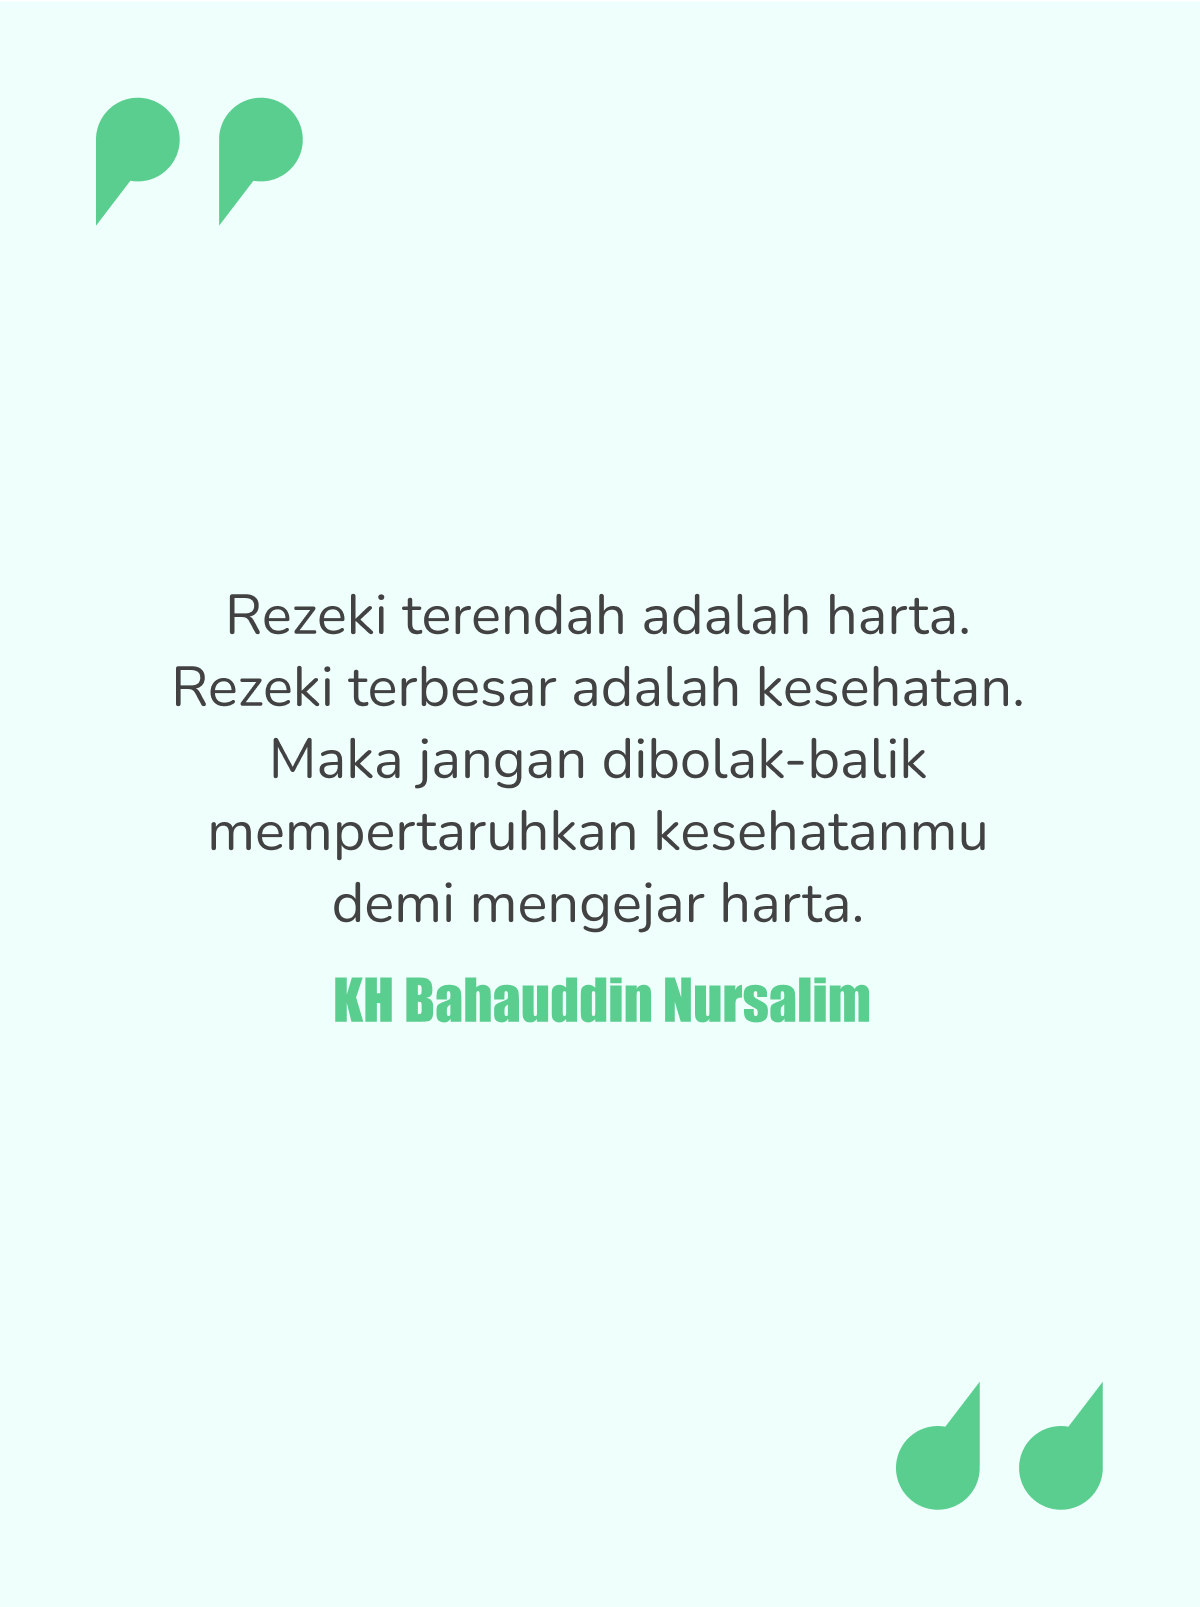 Rezeki terendah adalah harta.
Rezeki terbesar adalah kesehatan.
Maka jangan dibolak-balik
mempertaruhkan kesehatanmu
demi mengejar harta.
KH Bahauddin Nursalim